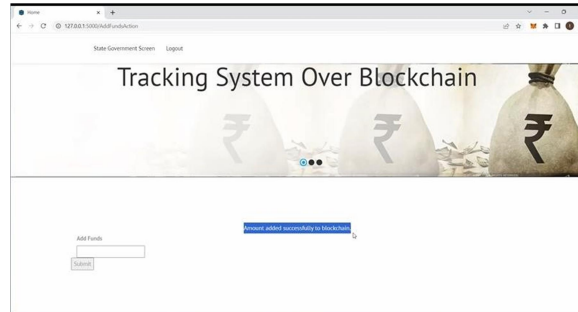 Home
127.0.0.1:5000/AddFundsAction
State Government Screen Logout
Tracking System Over Blockchain
₹ ₹ ₹
Amount added successfully to blockchain.
Add Funds
Submit